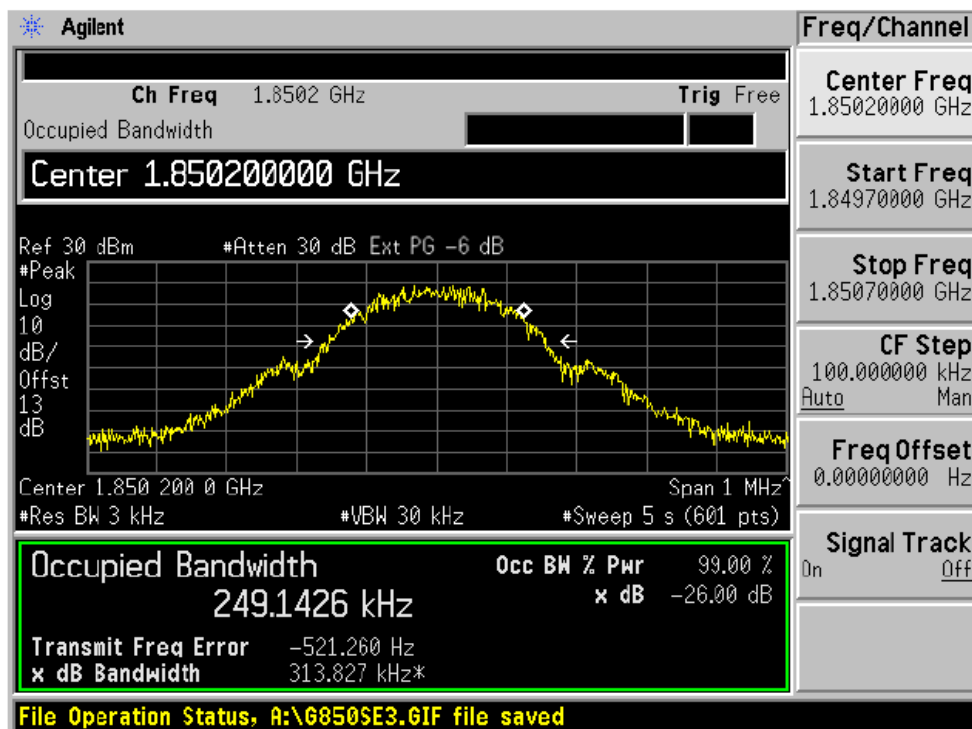 Agilent
Freq/Channel
Ch Freq 1.8502 GHz Trig Free
Occupied Bandwidth
Center 1.850200000 GHz
Ref 30 dBm #Atten 30 dB Ext PG -6 dB
#Peak
Log
10
dB/
Offst
13
dB
Center 1.850 200 0 GHz Span 1 MHz^
#Res BW 3 kHz #VBW 30 kHz #Sweep 5 s (601 pts)
Occupied Bandwidth Occ BW % Pwr 99.00 %
249.1426 kHz x dB -26.00 dB
Transmit Freq Error -521.260 Hz
x dB Bandwidth 313.827 kHz*
File Operation Status, A:\G850SE3.GIF file saved
Center Freq
1.85020000 GHz
Start Freq
1.84970000 GHz
Stop Freq
1.85070000 GHz
CF Step
100.000000 kHz
Auto Man
Freq Offset
0.00000000 Hz
Signal Track
On Off